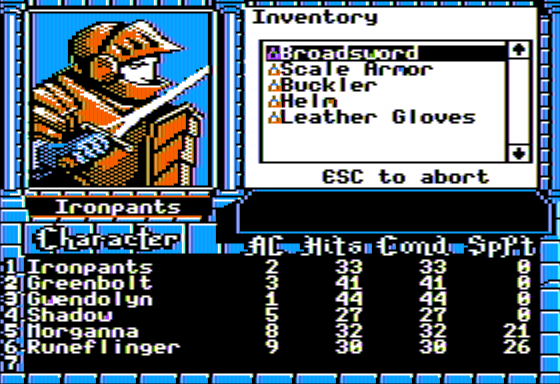 Inventory
Broadsword
Scale Armor
Buckler
Helm
Leather Gloves
ESC to abort
Ironpants
Character AC Hits Cond SpPt
1 Ironpants 2 33 33 0
2 Greenbolt 3 41 41 0
3 Gwendolyn 1 44 44 0
4 Shadow 5 27 27 0
5 Morganna 8 32 32 21
6 Runeflinger 9 30 30 26
7